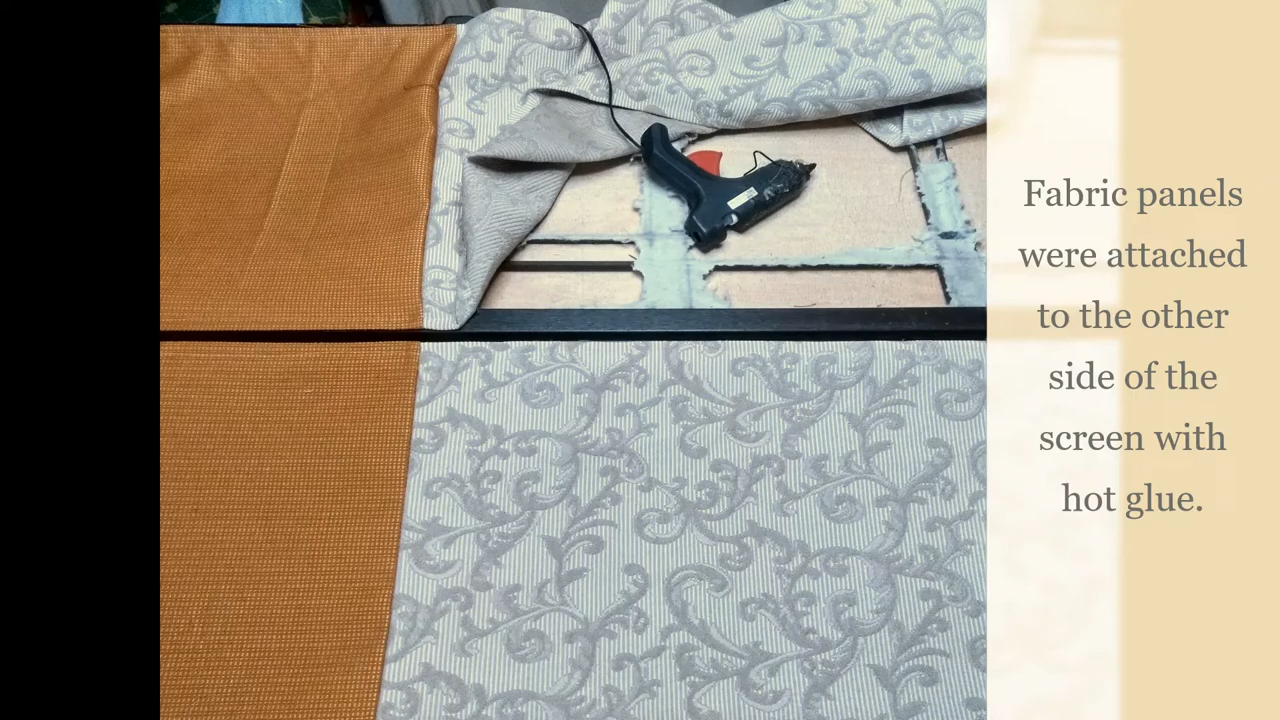 Fabric panels
were attached
to the other
side of the
screen with
hot glue.